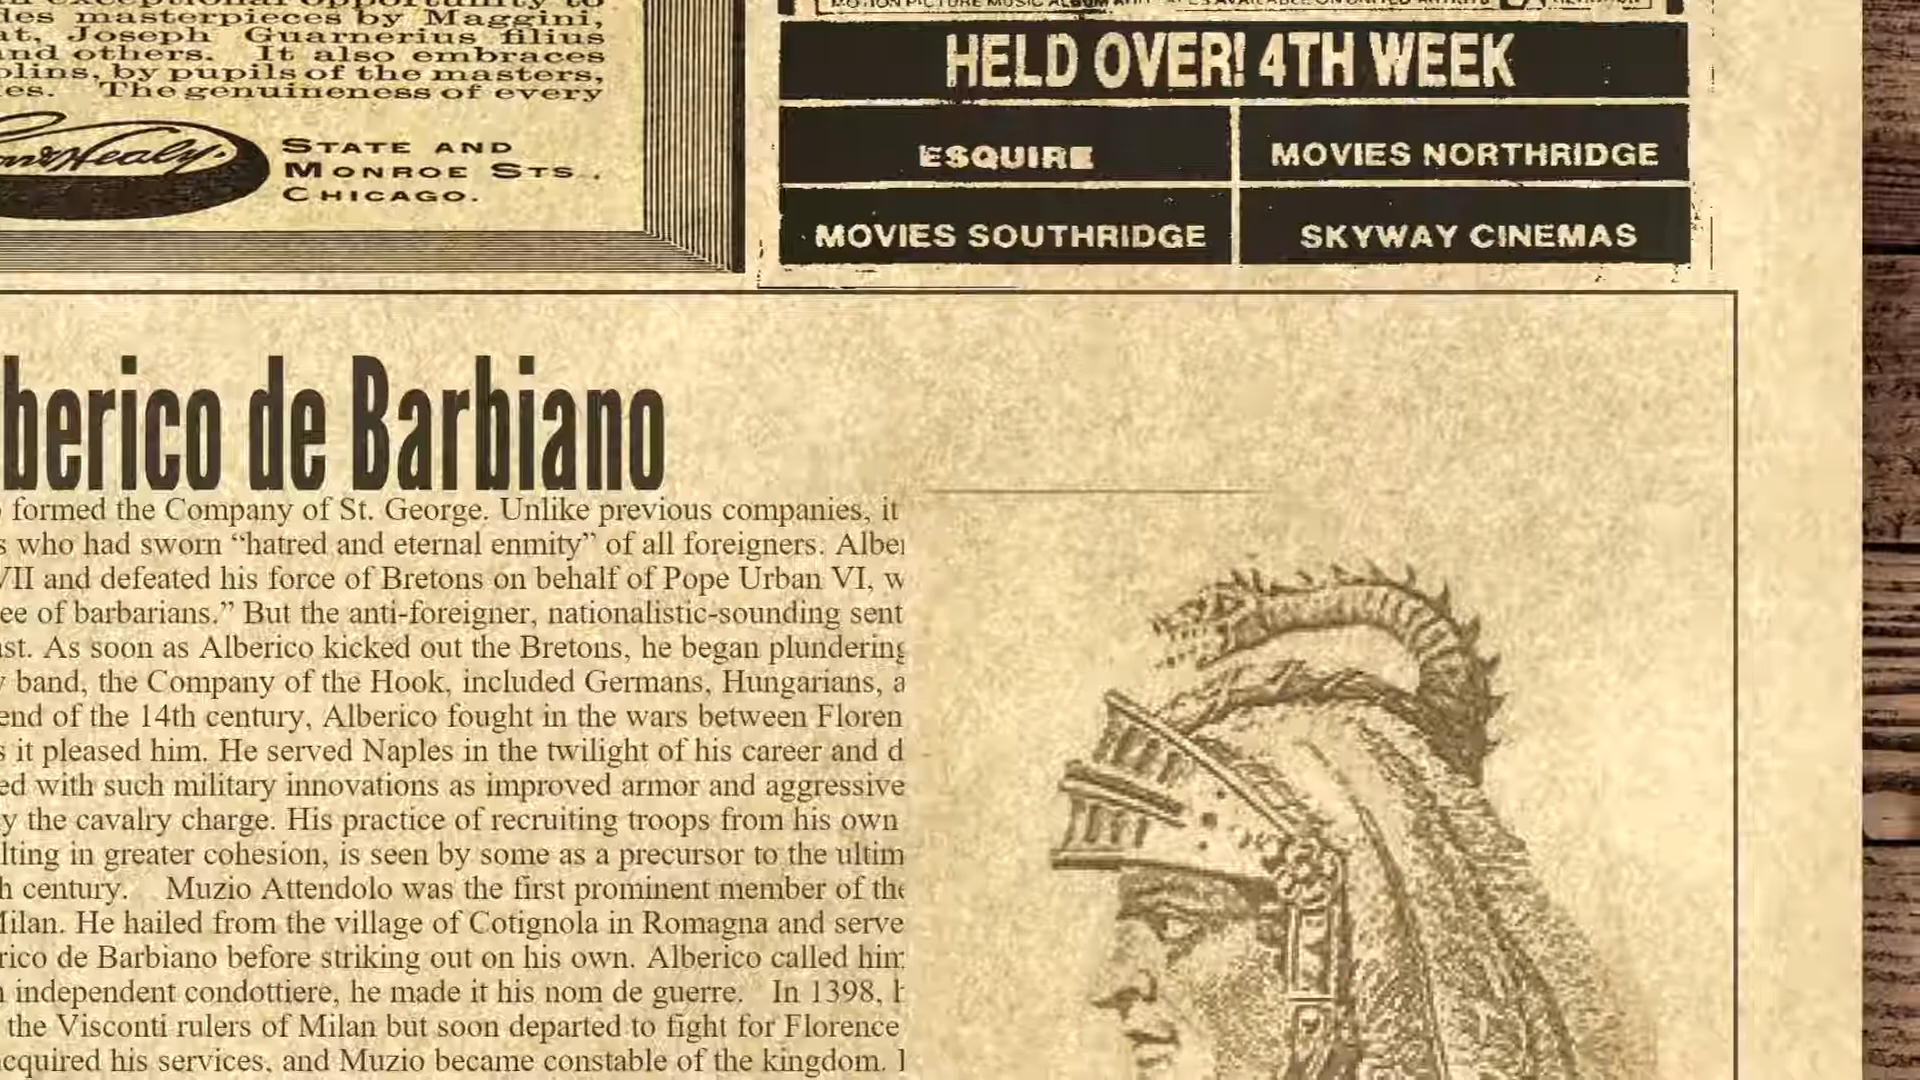 des masterpieces by Maggini,
at, Joseph Guarnerius filius
and others. It also embraces
by pupils of the masters,
The genuineness of every
Healy.
STATE AND
MONROE STS.,
CHICAGO.
HELD OVER! 4TH WEEK
ESQUIRE
MOVIES NORTHRIDGE
MOVIES SOUTHRIDGE
SKYWAY CINEMAS
berico de Barbiano
formed the Company of St. George. Unlike previous companies, it
s who had sworn “hatred and eternal enmity” of all foreigners. Alber
VII and defeated his force of Bretons on behalf of Pope Urban VI, w
ee of barbarians.” But the anti-foreigner, nationalistic-sounding sent
st. As soon as Alberico kicked out the Bretons, he began plundering
band, the Company of the Hook, included Germans, Hungarians, a
end of the 14th century, Alberico fought in the wars between Floren
s it pleased him. He served Naples in the twilight of his career and d
ed with such military innovations as improved armor and aggressive
y the cavalry charge. His practice of recruiting troops from his own
lting in greater cohesion, is seen by some as a precursor to the ultim
h century. Muzio Attendolo was the first prominent member of the
Milan. He hailed from the village of Cotignola in Romagna and serve
rico de Barbiano before striking out on his own. Alberico called him
independent condottiere, he made it his nom de guerre. In 1398, h
the Visconti rulers of Milan but soon departed to fight for Florence
acquired his services, and Muzio became constable of the kingdom.